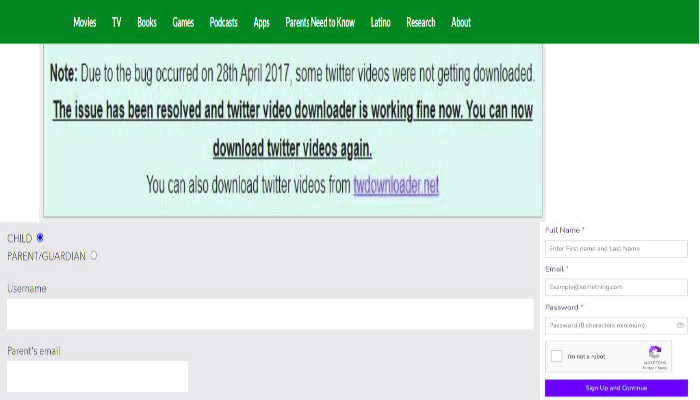 Movies TV Books Games Podcasts Apps Parents Need to Know Latino Research About
Note: Due to the bug occurred on 28th April 2017, some twitter videos were not getting downloaded.
The issue has been resolved and twitter video downloader is working fine now. You can now
download twitter videos again.
You can also download twitter videos from twdownloader.net
CHILD
PARENT/GUARDIAN
Username
Parent's email
Full Name *
Enter First name and Last Name
Email *
Example@something.com
Password *
Password (8 characters minimum)
I'm not a robot
reCAPTCHA
Privacy - Terms
Sign Up and Continue